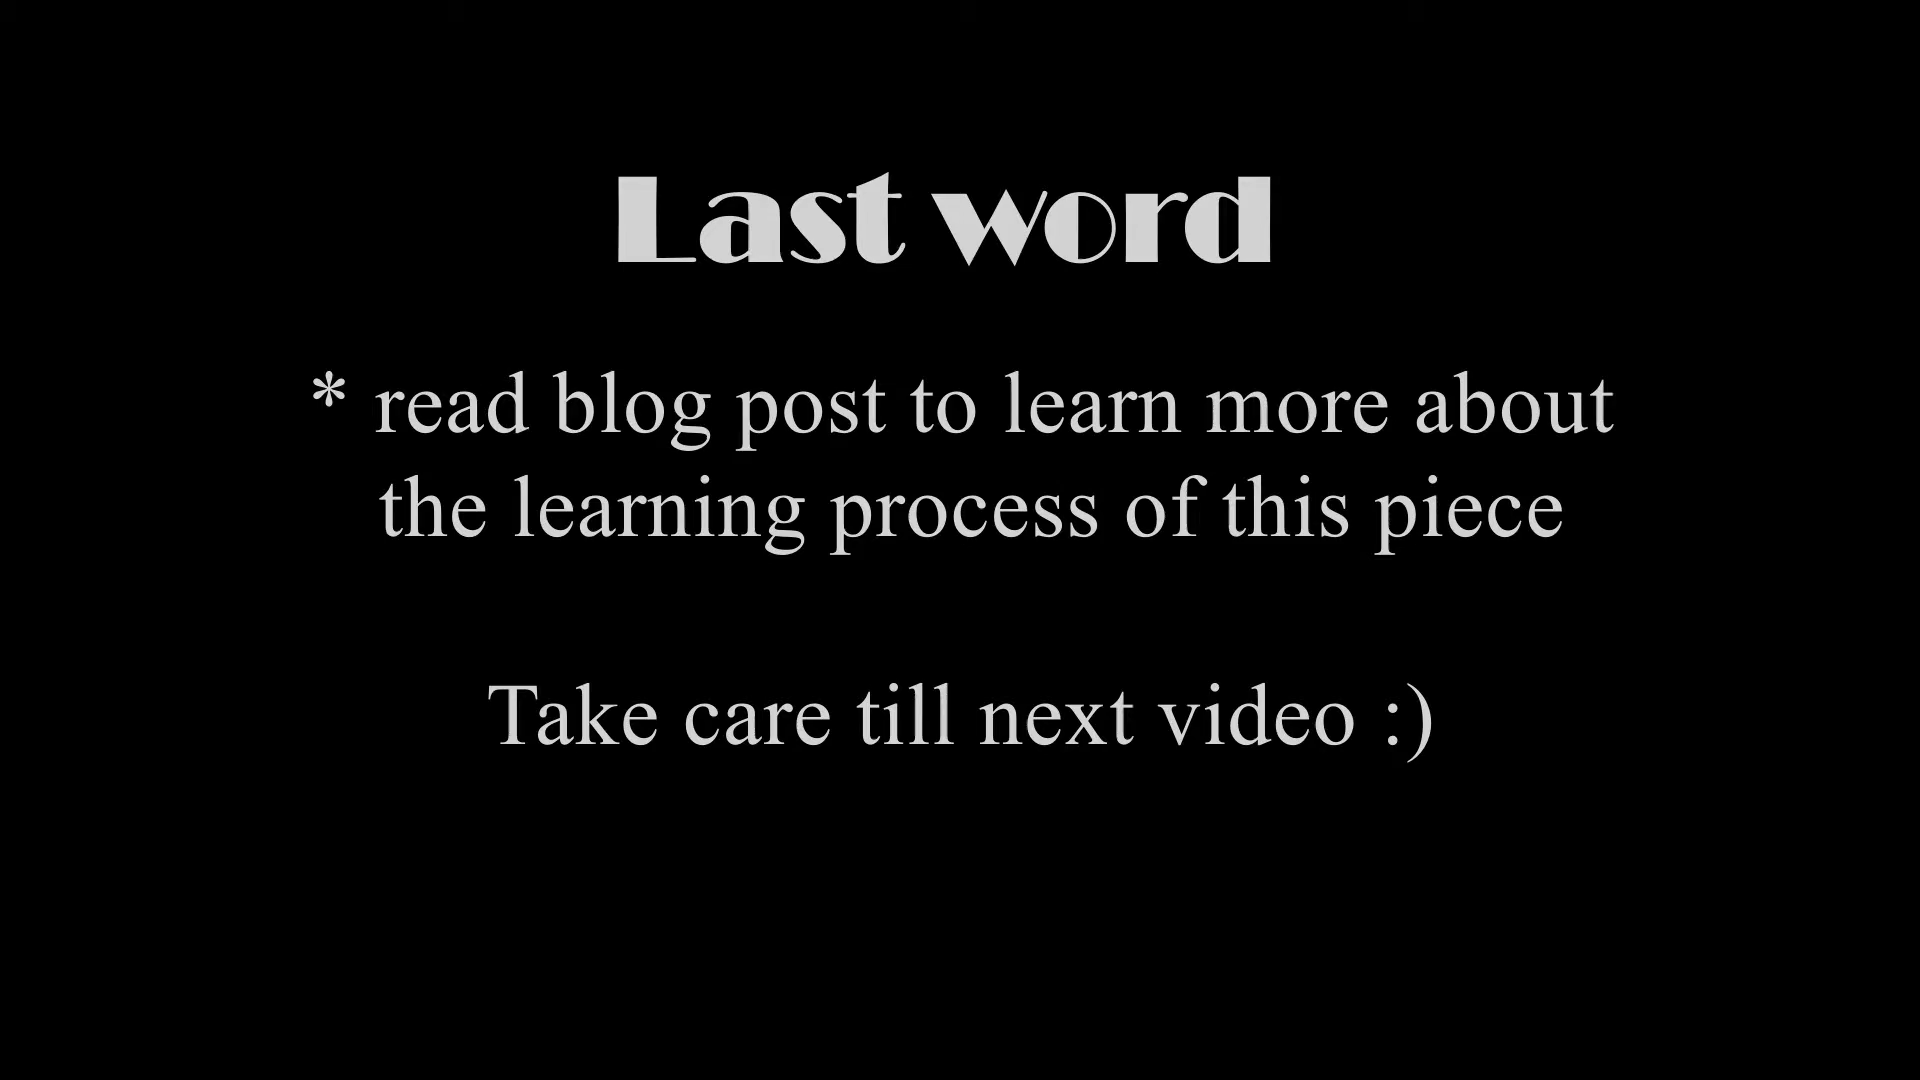 Last word
* read blog post to learn more about
the learning process of this piece
Take care till next video :)